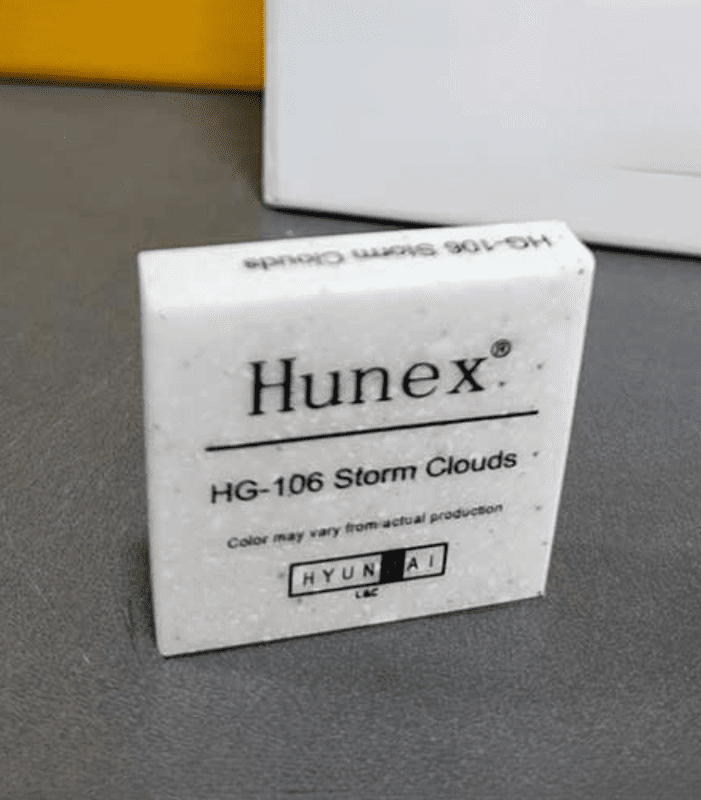 HG-106 Storm Clouds
Hunex®
HG-106 Storm Clouds
Color may vary from actual production
HYUNDAI
L&C